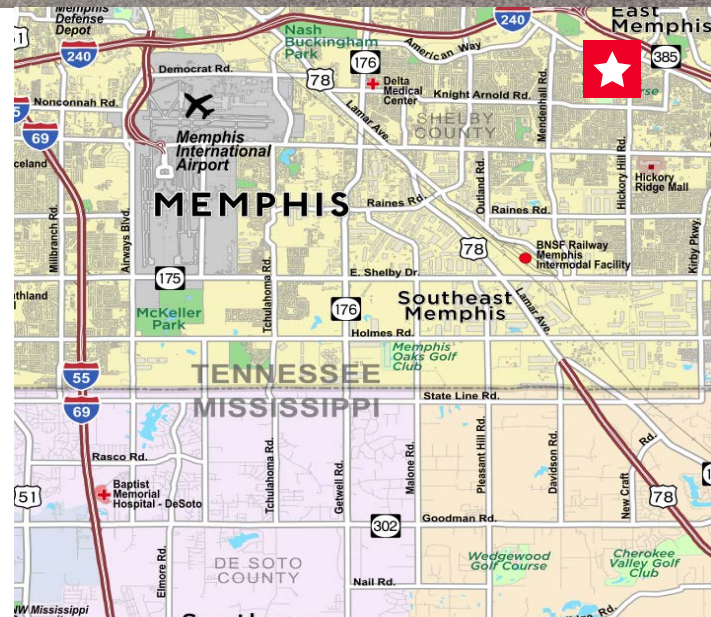 Memphis
Defense
Depot
51
240
Nash
Buckingham
Park
American Way
240
East
Memphis
385
176
Democrat Rd.
78
Delta
Medical
Center
Knight Arnold Rd.
Mendenhall Rd.
Nonconnah Rd.
69
Lamar Ave.
SHELBY
COUNTY
Memphis
International
Airport
Hickory
Ridge Mall
Hickory Hill Rd.
Outland Rd.
MEMPHIS
Raines Rd.
Raines Rd.
Millbranch Rd.
Airways Blvd.
78
BNSF Railway
Memphis
Intermodal Facility
Kirby Pkwy.
175
E. Shelby Dr.
Tchulahoma Rd.
McKeller
Park
176
Southeast
Memphis
Lamar Ave.
Holmes Rd.
Memphis
Oaks Golf
Club
55
TENNESSEE
State Line Rd.
69
MISSISSIPPI
Rasco Rd.
Tchulahoma Rd.
Getwell Rd.
Malone Rd.
Pleasant Hill Rd.
Davidson Rd.
New Craft
Rd.
51
Baptist
Memorial
Hospital - DeSoto
78
302
Goodman Rd.
DE SOTO
COUNTY
Elmore Rd.
Wedgewood
Golf Course
Cherokee
Valley Golf
Club
Nail Rd.
NW Mississippi
Rd.